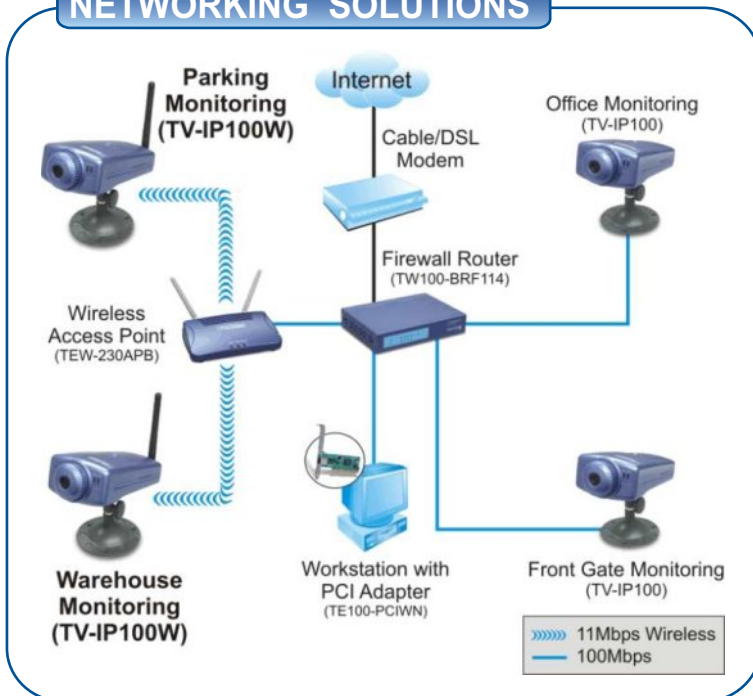 NETWORKING SOLUTIONS
Parking
Monitoring
(TV-IP100W)
Internet
Cable/DSL
Modem
Office Monitoring
(TV-IP100)
Firewall Router
(TW100-BRF114)
Wireless
Access Point
(TEW-230APB)
Warehouse
Monitoring
(TV-IP100W)
Workstation with
PCI Adapter
(TE100-PCIWN)
Front Gate Monitoring
(TV-IP100)
11Mbps Wireless
100Mbps